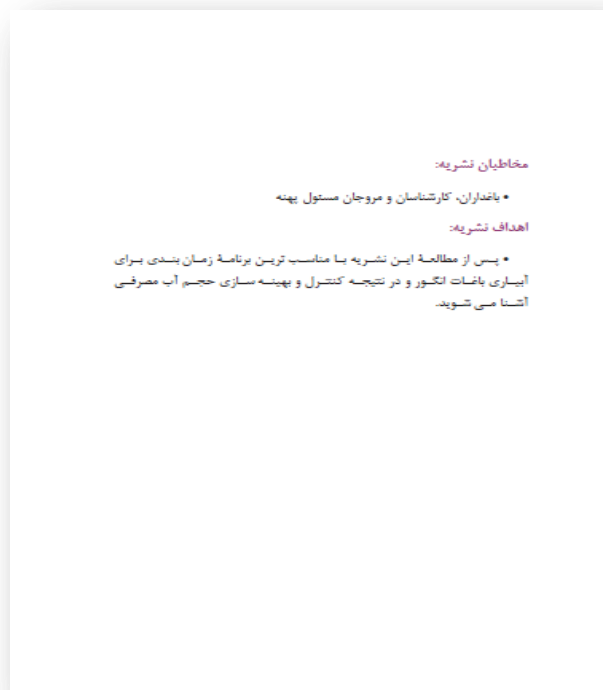 مخاطبان نشریه:
• باغداران، کارشناسان و مروجان مسئول پهنه
اهداف نشریه:
• پس از مطالعهٔ این نشریه با مناسب ترین برنامهٔ زمان بندی برای
آبیاری باغات انگور و در نتیجه کنترل و بهینه سازی حجم آب مصرفی
آشنا می شوید.